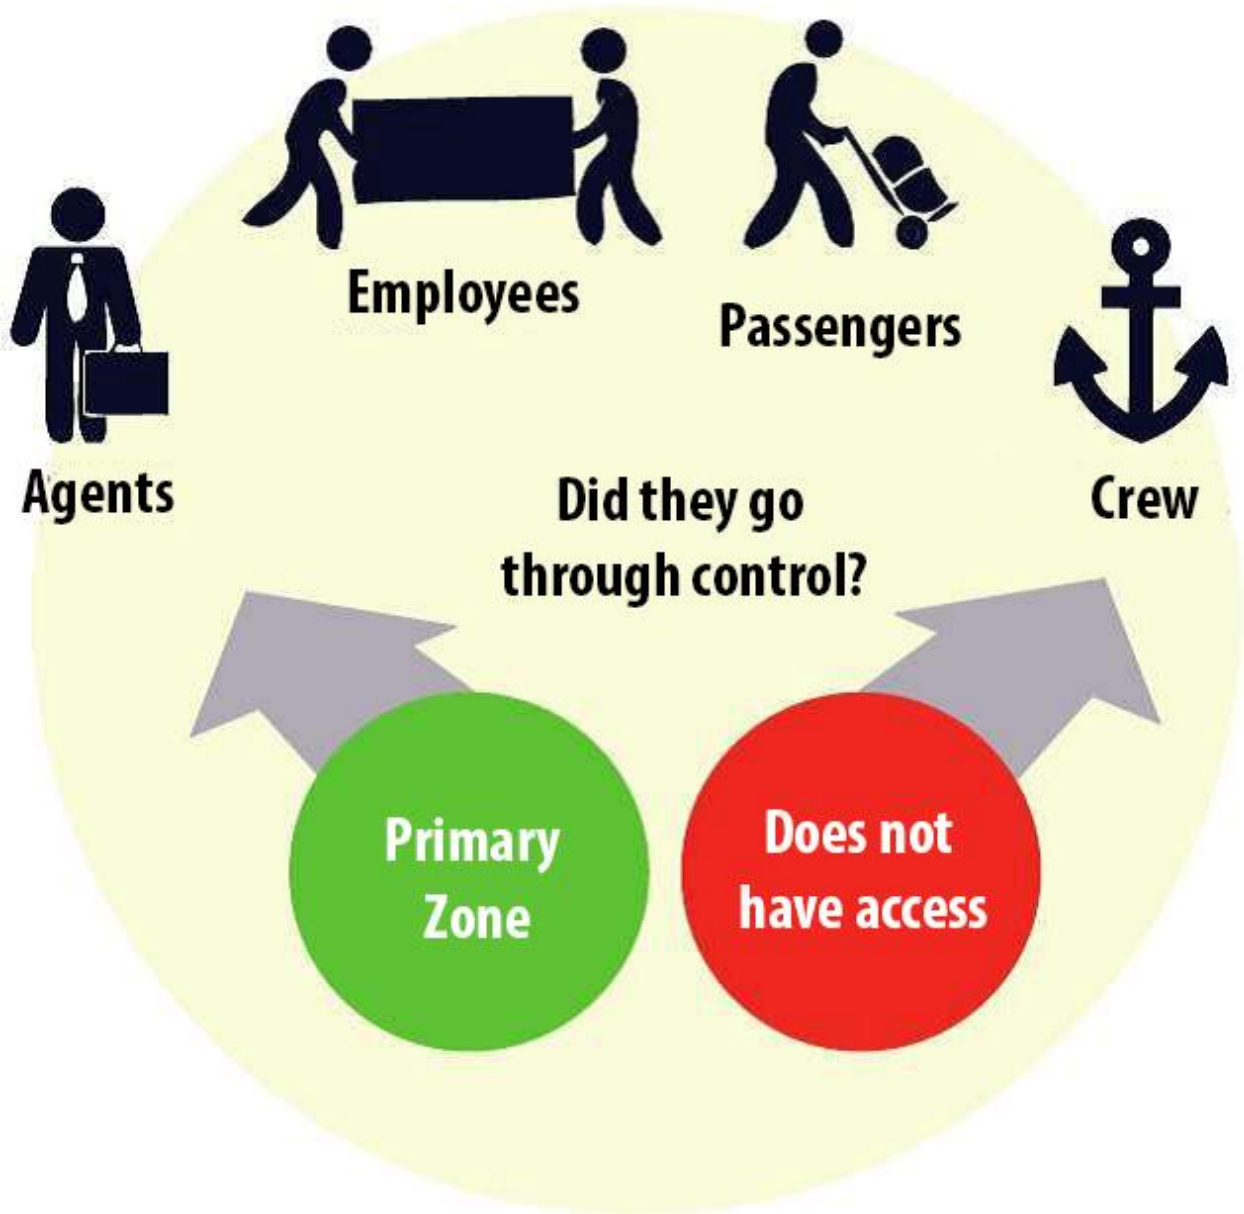 Employees
Passengers
Agents
Crew
Did they go
through control?
Primary
Zone
Does not
have access